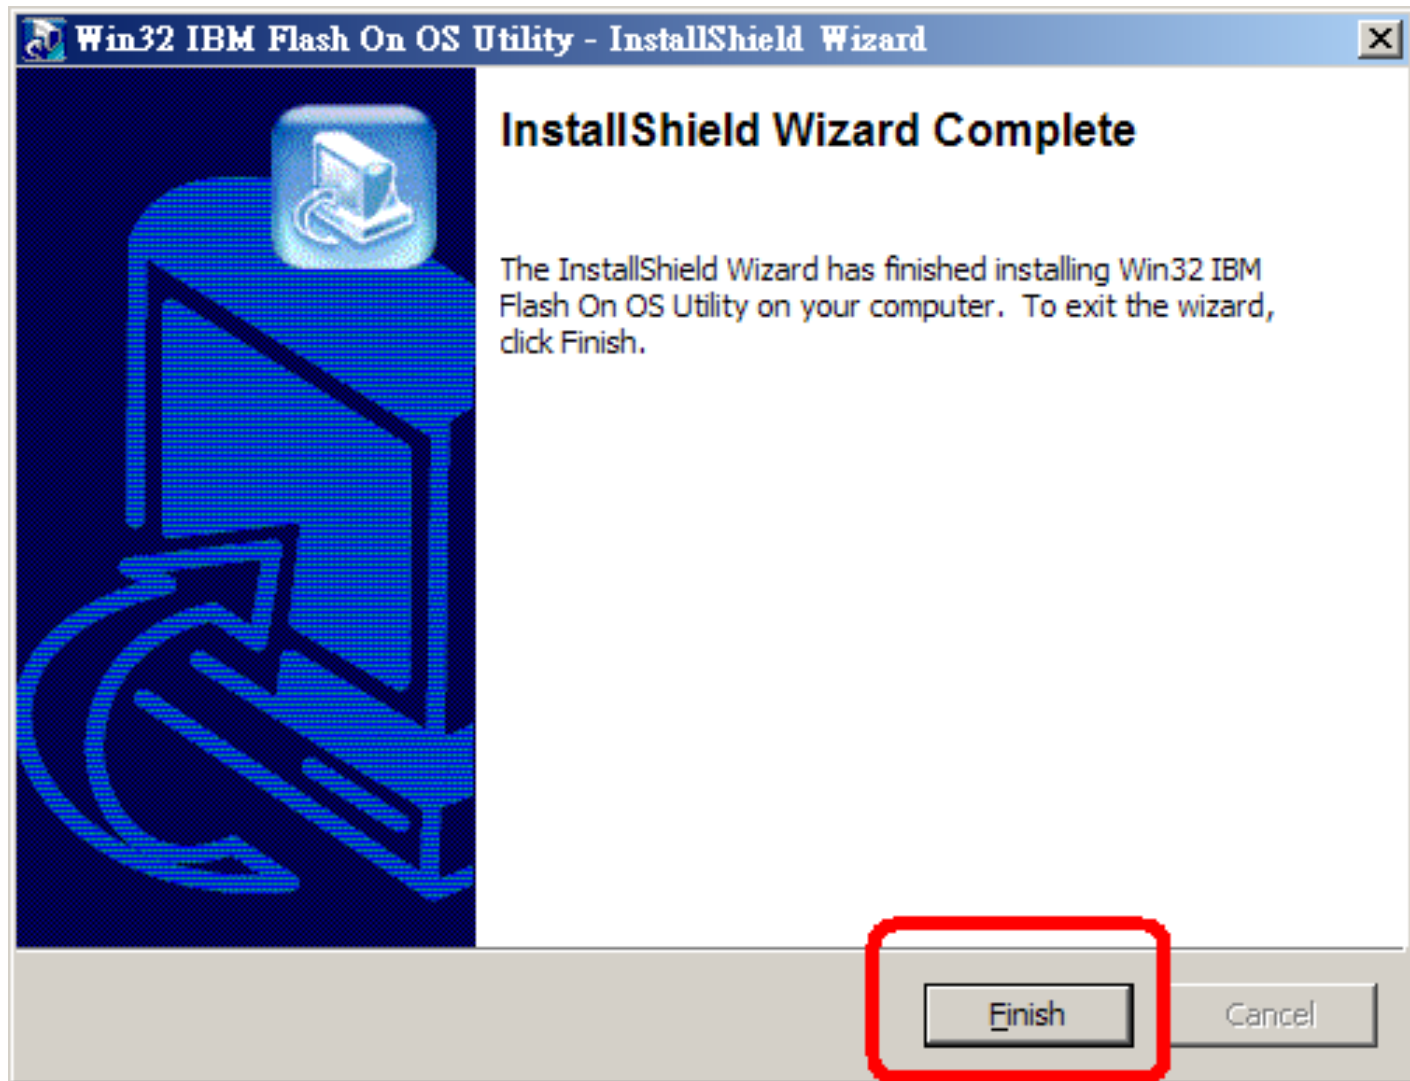 Win32 IBM Flash On OS Utility - InstallShield Wizard
InstallShield Wizard Complete
The InstallShield Wizard has finished installing Win32 IBM
Flash On OS Utility on your computer.  To exit the wizard,
click Finish.
Finish
Cancel